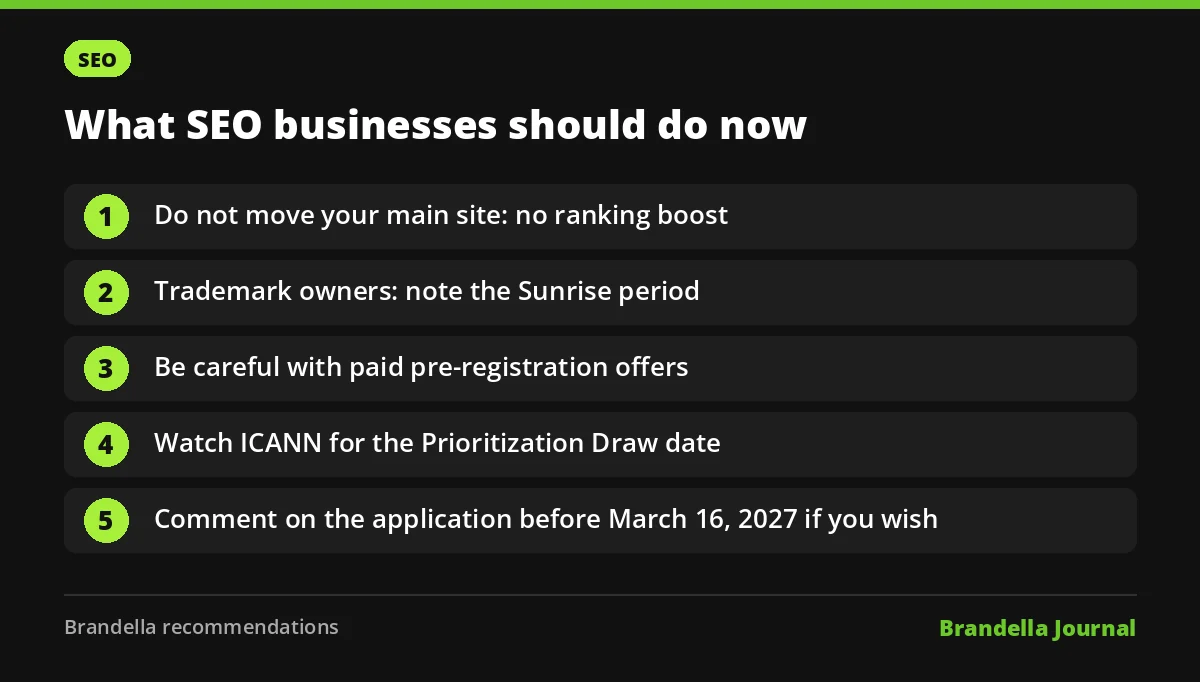 SEO
What SEO businesses should do now
1 Do not move your main site: no ranking boost
2 Trademark owners: note the Sunrise period
3 Be careful with paid pre-registration offers
4 Watch ICANN for the Prioritization Draw date
5 Comment on the application before March 16, 2027 if you wish
Brandella recommendations
Brandella Journal